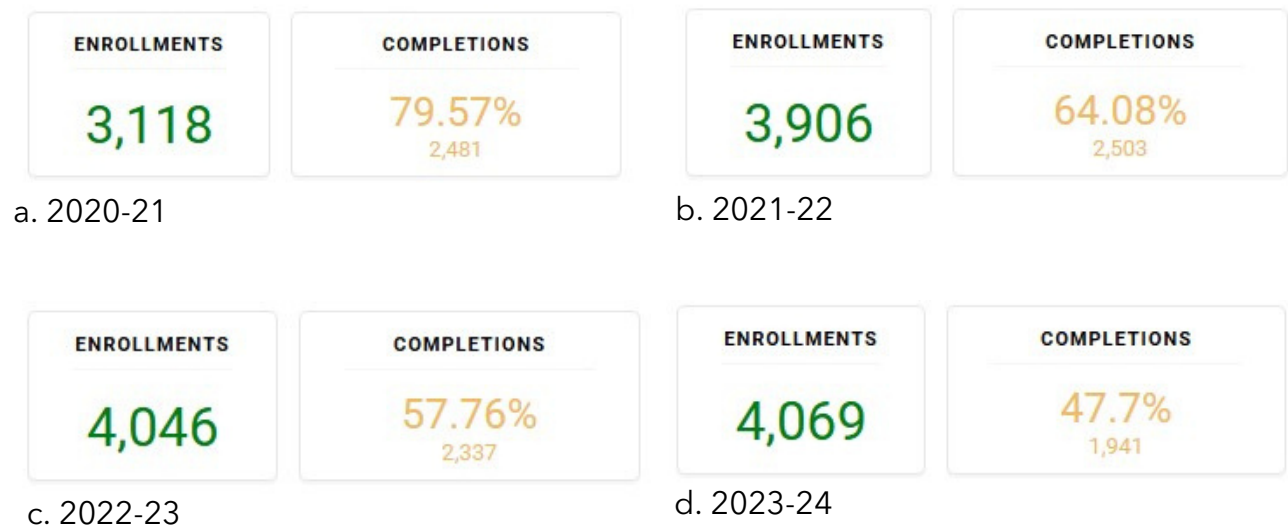 ENROLLMENTS
3,118
COMPLETIONS
79.57%
2,481
a. 2020-21
ENROLLMENTS
3,906
COMPLETIONS
64.08%
2,503
b. 2021-22
ENROLLMENTS
4,046
COMPLETIONS
57.76%
2,337
c. 2022-23
ENROLLMENTS
4,069
COMPLETIONS
47.7%
1,941
d. 2023-24